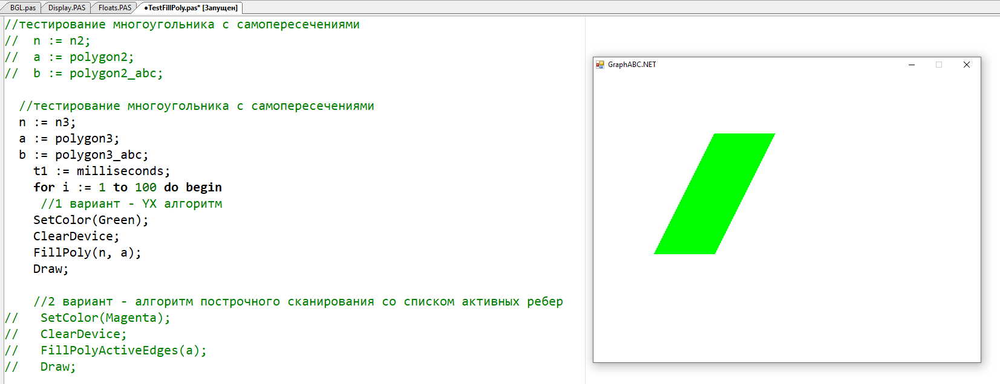 BGL.pas Display.PAS Floats.PAS •TestFillPoly.pas* [Запущен]
//тестирование многоугольника с самопересечениями
//  n := n2;
//  a := polygon2;
//  b := polygon2_abc;
//тестирование многоугольника с самопересечениями
n := n3;
a := polygon3;
b := polygon3_abc;
t1 := milliseconds;
for i := 1 to 100 do begin
//1 вариант - YX алгоритм
SetColor(Green);
ClearDevice;
FillPoly(n, a);
Draw;
//2 вариант - алгоритм построчного сканирования со списком активных ребер
//   SetColor(Magenta);
//   ClearDevice;
//   FillPolyActiveEdges(a);
//   Draw;
GraphABC.NET